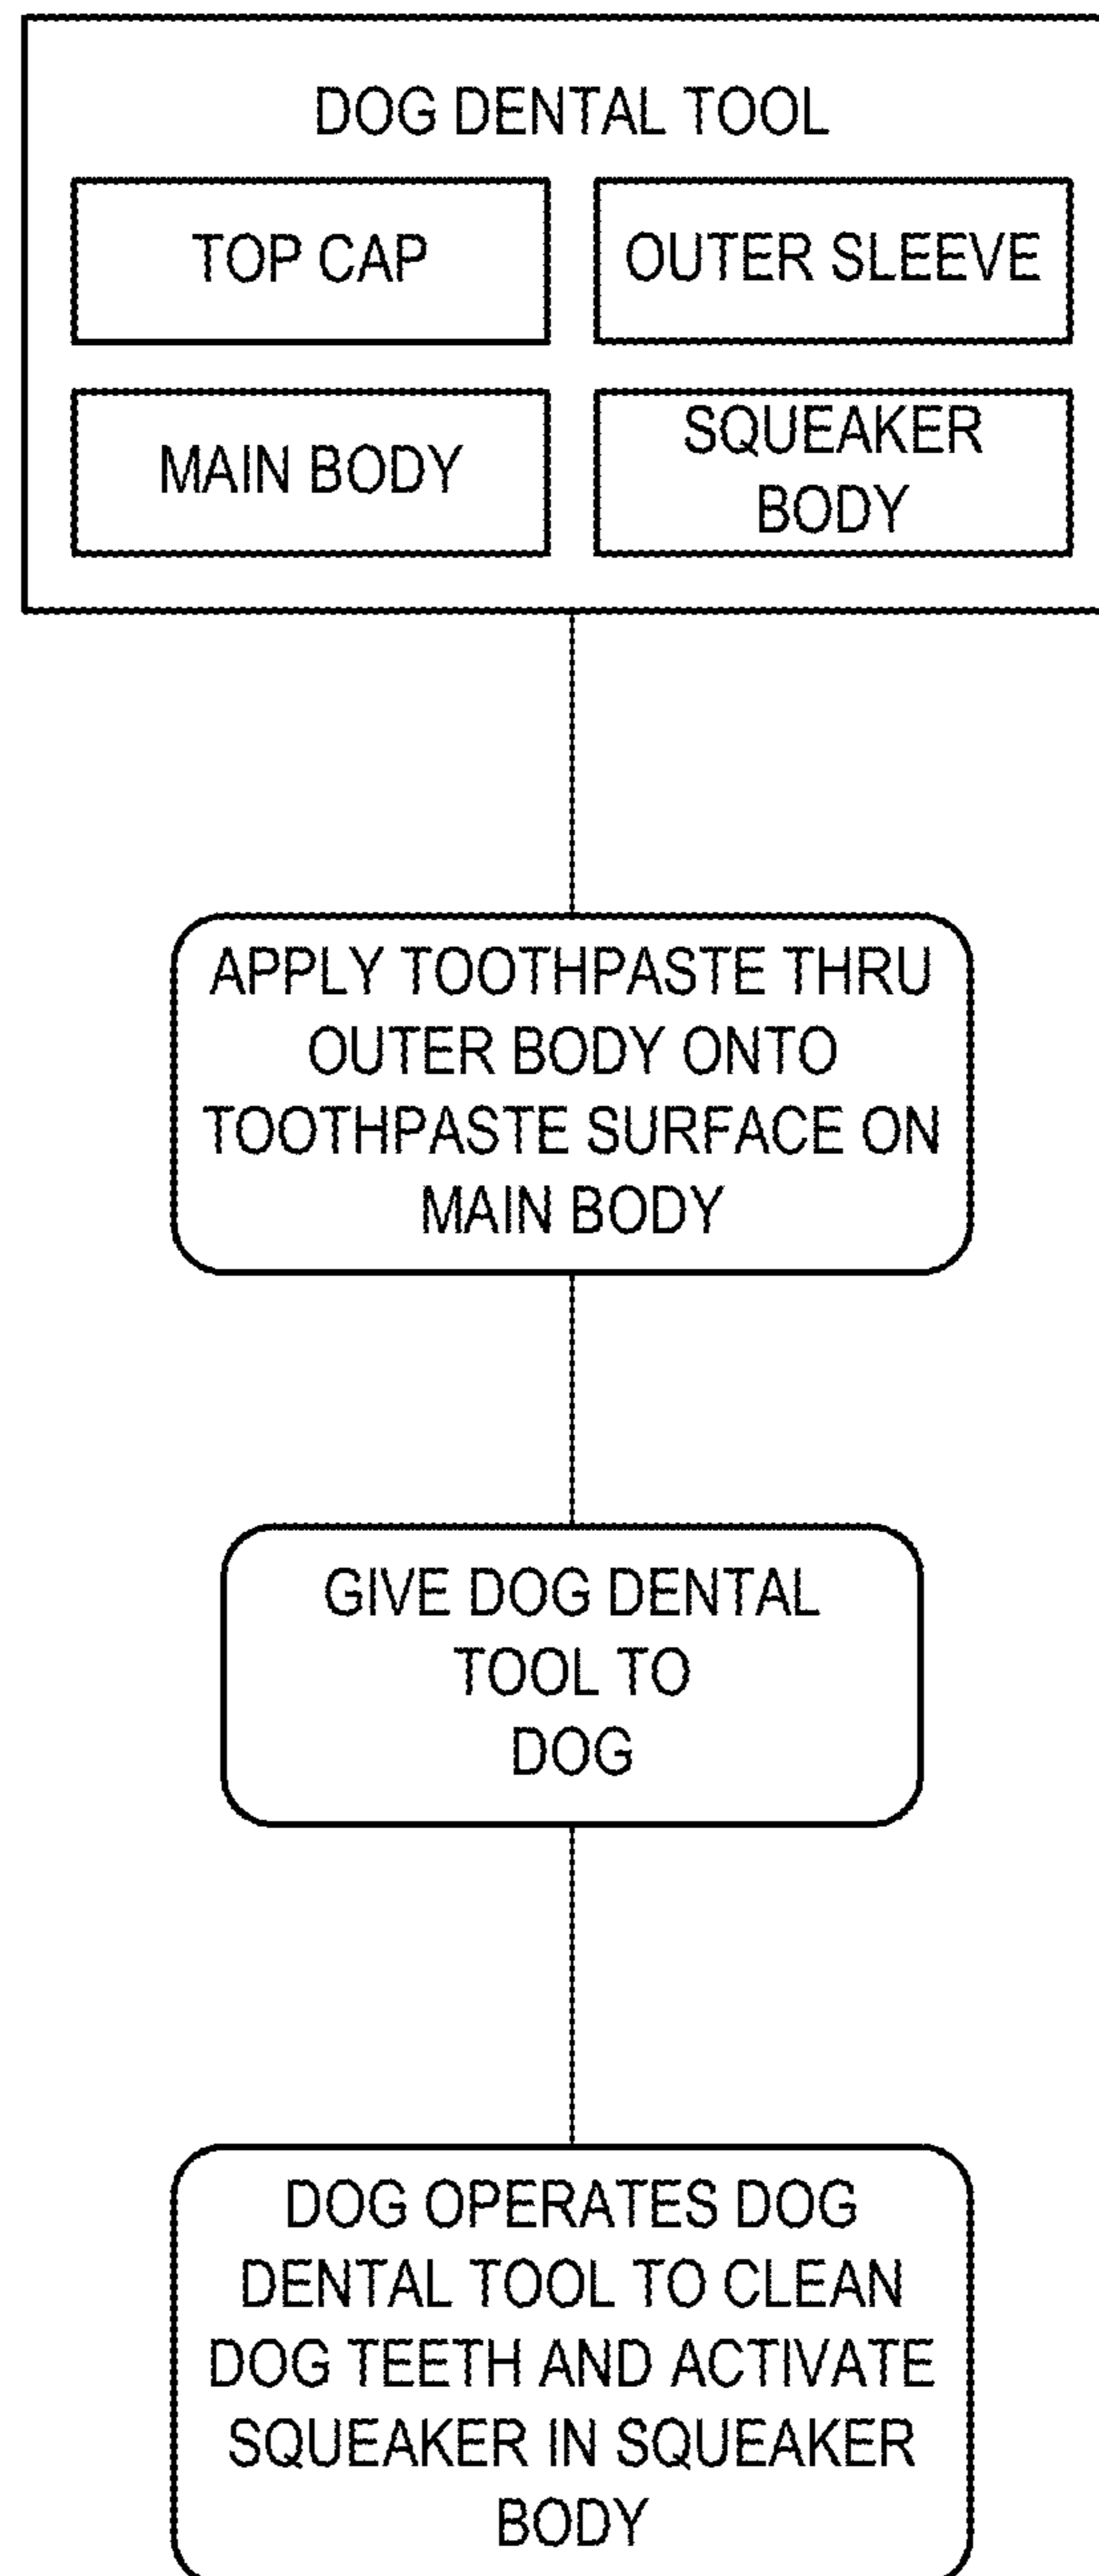 DOG DENTAL TOOL
TOP CAP
OUTER SLEEVE
MAIN BODY
SQUEAKER
BODY
APPLY TOOTHPASTE THRU
OUTER BODY ONTO
TOOTHPASTE SURFACE ON
MAIN BODY
GIVE DOG DENTAL
TOOL TO
DOG
DOG OPERATES DOG
DENTAL TOOL TO CLEAN
DOG TEETH AND ACTIVATE
SQUEAKER IN SQUEAKER
BODY